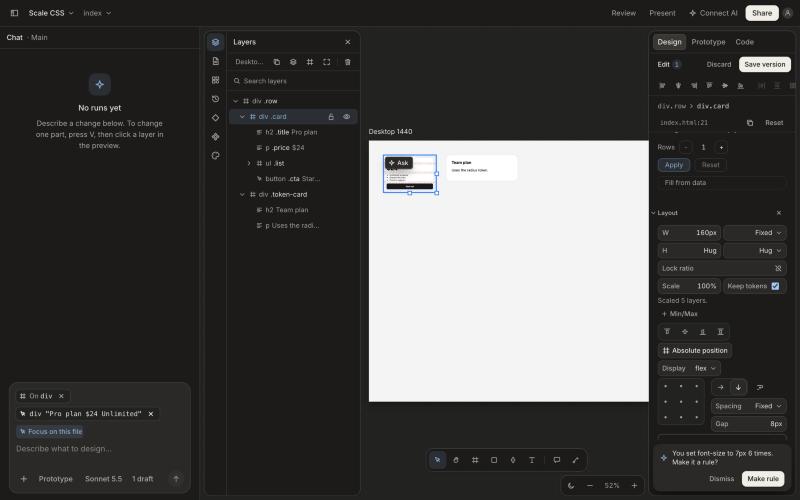 Scale CSS
index
Review
Present
Connect AI
Share
Chat · Main
Layers
Design
Prototype
Code
Deskto...
Edit 1
Discard
Save version
Search layers
No runs yet
Describe a change below. To change
one part, press V, then click a layer in
the preview.
div .row
div .card
h2 .title Pro plan
p .price $24
ul .list
button .cta Star...
div .token-card
h2 Team plan
p Uses the radi...
Desktop 1440
Ask
Team plan
Uses the radius token.
div.row > div.card
index.html:21
Reset
Rows - 1 +
Apply
Reset
Fill from data
Layout
W 160px
Fixed
H Hug
Hug
Lock ratio
Scale 100%
Keep tokens
Scaled 5 layers.
+ Min/Max
Absolute position
Display flex
Spacing Fixed
Gap 8px
On div
div "Pro plan $24 Unlimited"
Focus on this file
Describe what to design...
Prototype
Sonnet 5.5
1 draft
52%
You set font-size to 7px 6 times.
Make it a rule?
Dismiss
Make rule